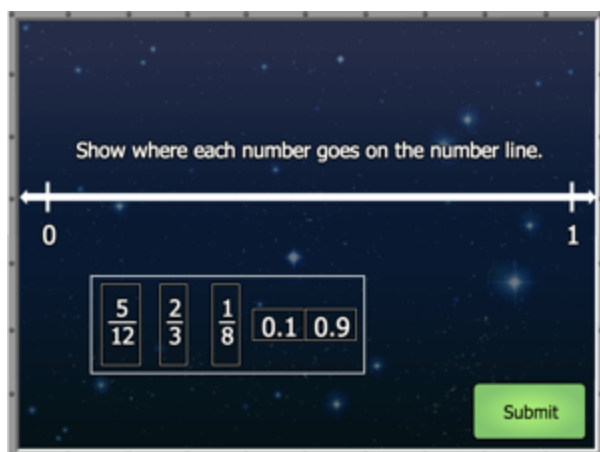 Show where each number goes on the number line.
0 1
5/12 2/3 1/8 0.1 0.9
Submit